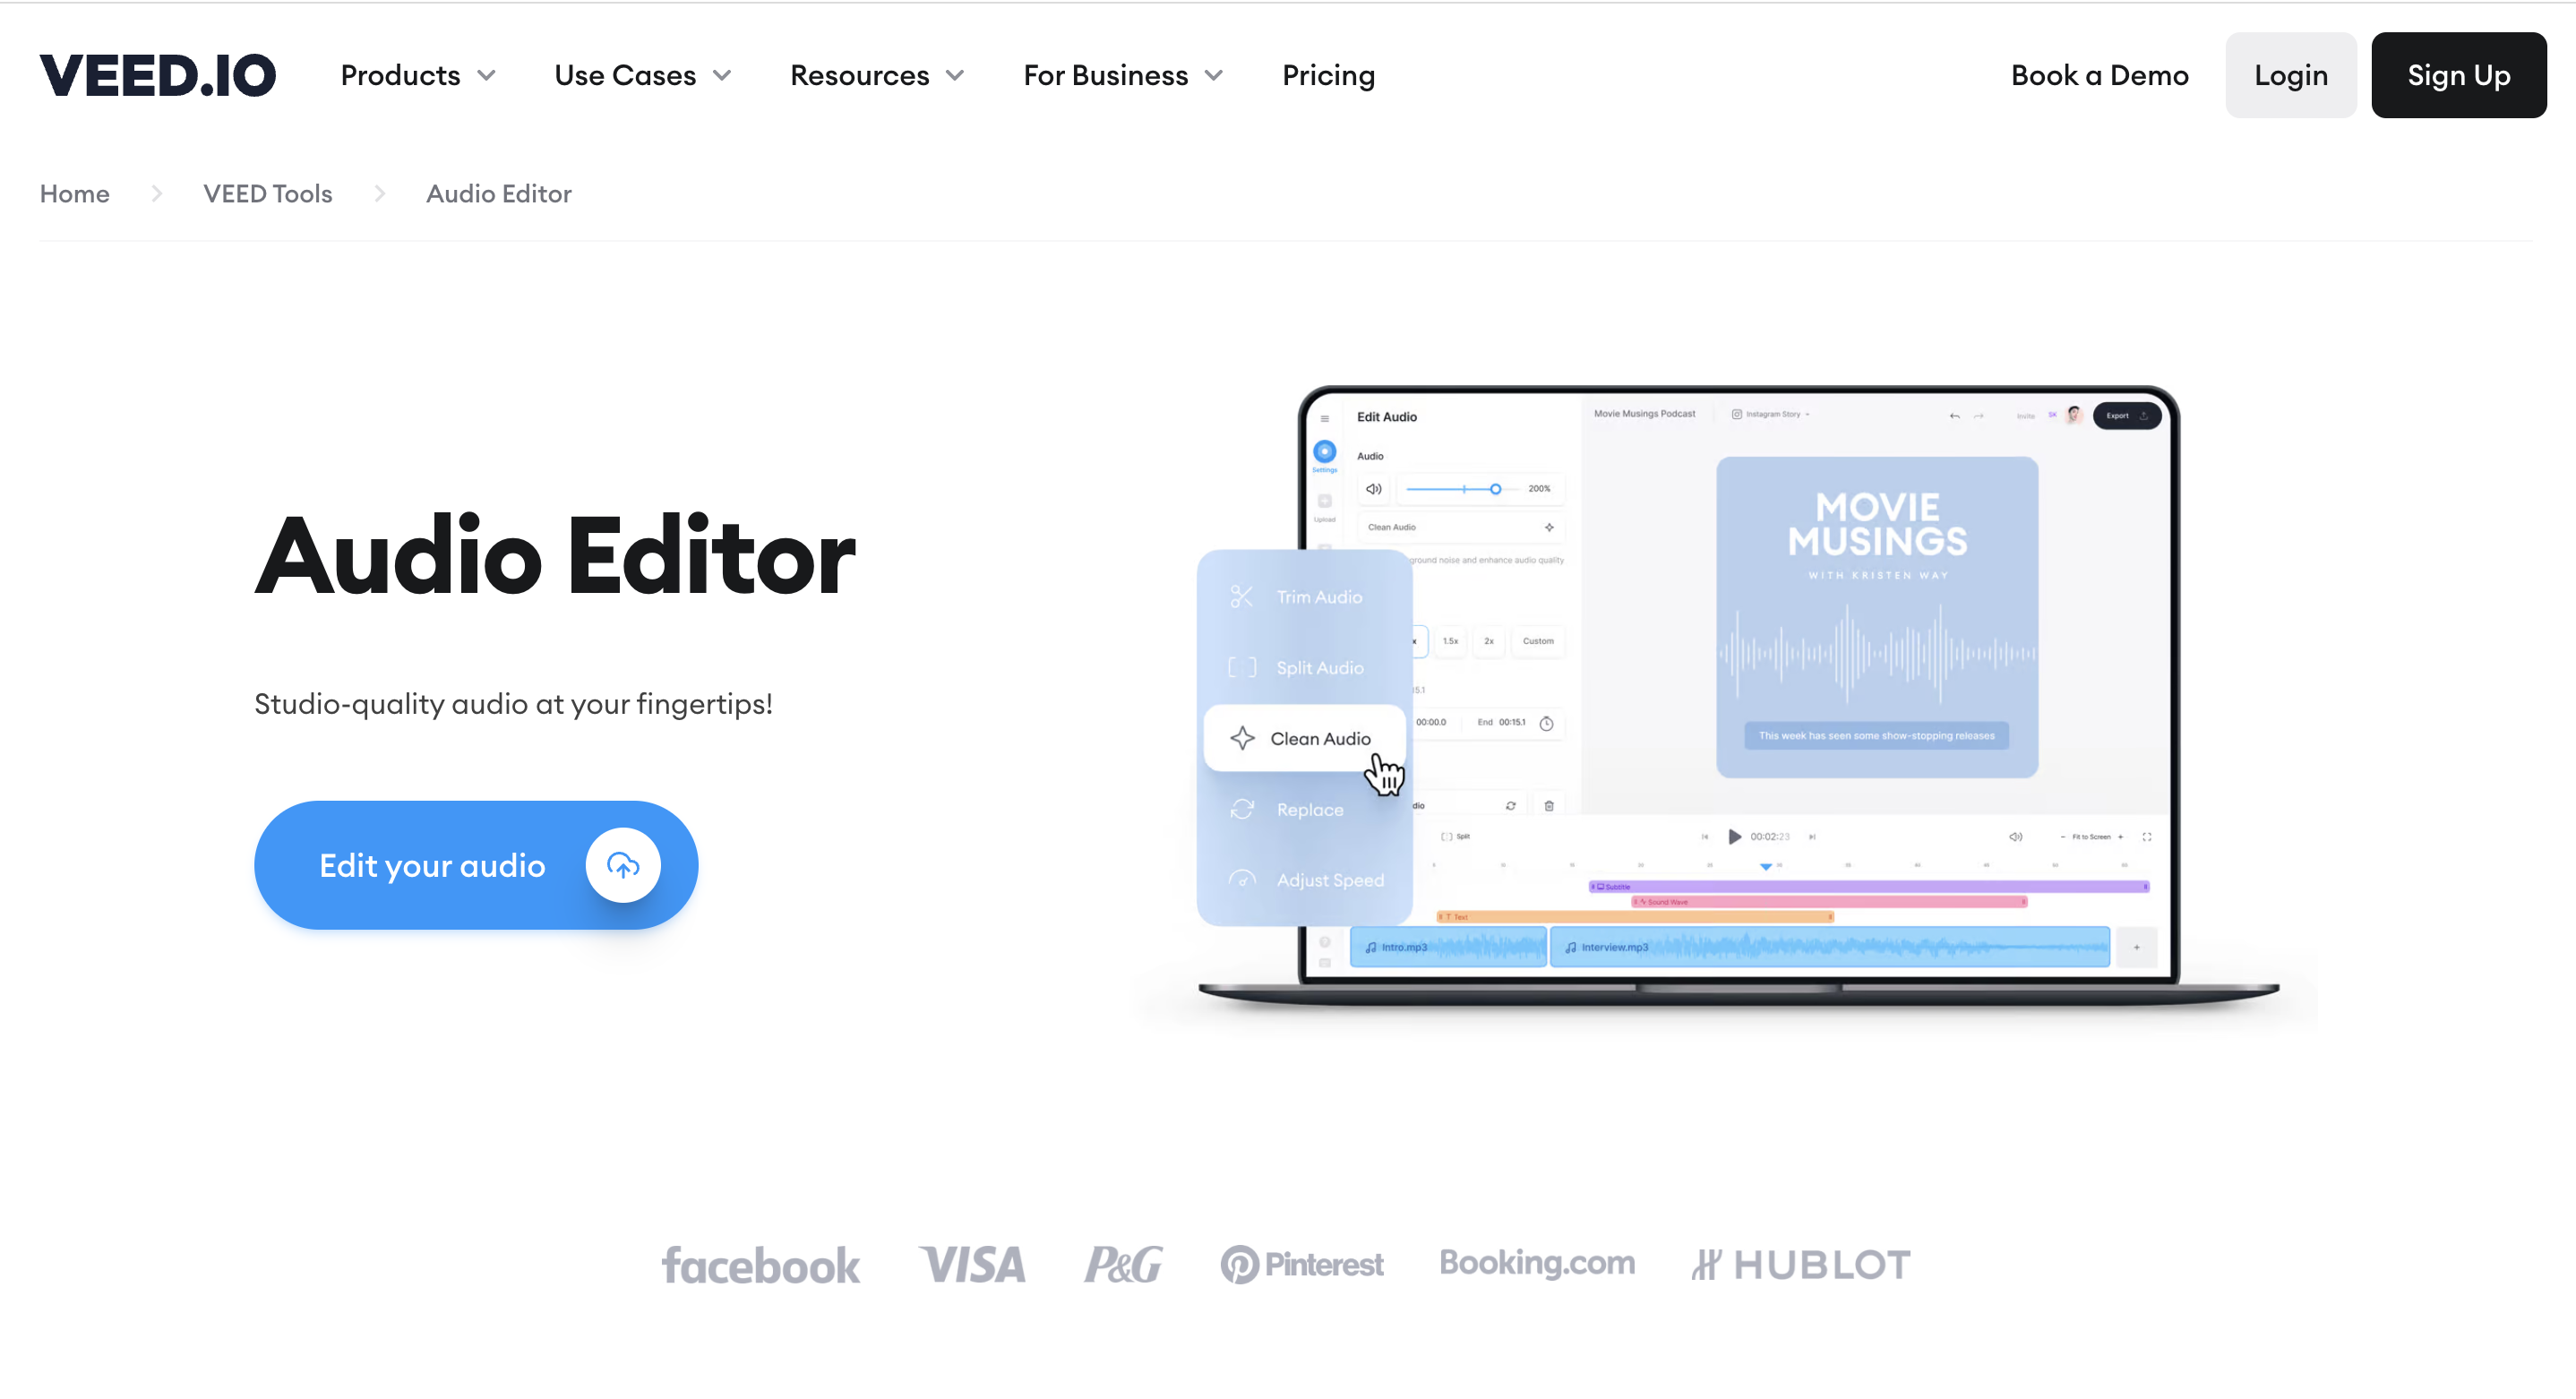 VEED.IO Products Use Cases Resources For Business Pricing Book a Demo Login Sign Up
Home VEED Tools Audio Editor
Audio Editor
Studio-quality audio at your fingertips!
Edit your audio
Edit Audio
Movie Musings Podcast Instagram Story Invite SK Export
Settings
Audio
200%
Upload
Clean Audio
ground noise and enhance audio quality
Trim Audio
Split Audio
Clean Audio
Replace
Adjust Speed
x 1.5x 2x Custom
15.1
00:00.0 End 00:15.1
dio
MOVIE
MUSINGS
WITH KRISTEN WAY
This week has seen some show-stopping releases
Split 00:02:23 - Fit to Screen +
Subtitle
Sound Wave
T Text
Intro.mp3 Interview.mp3 +
facebook VISA P&G Pinterest Booking.com HUBLOT